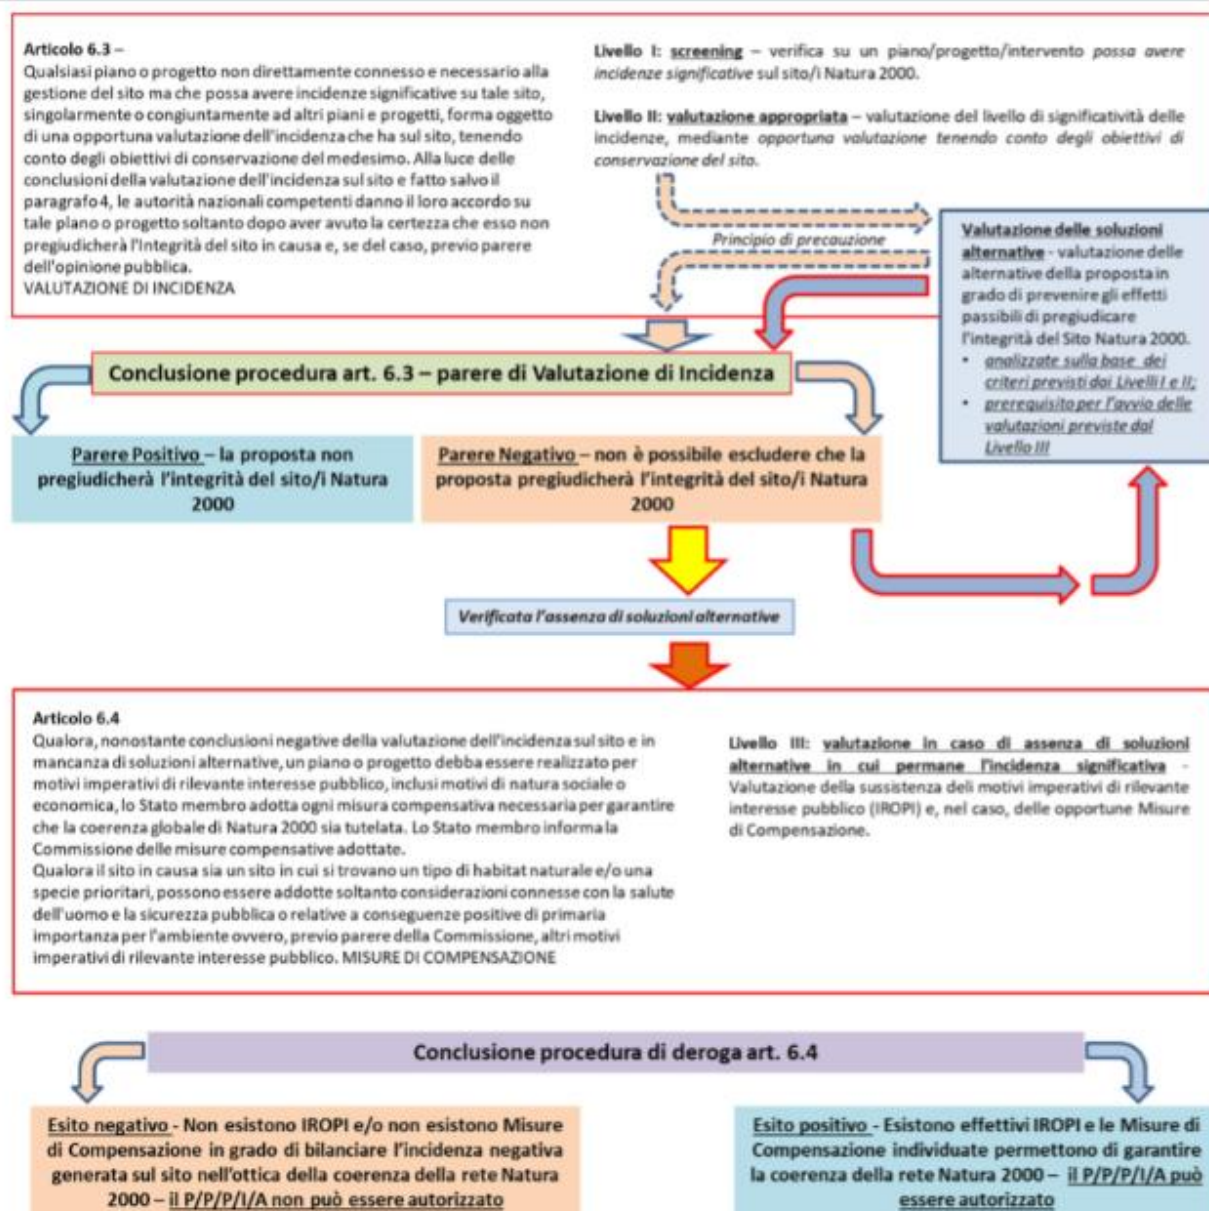 Articolo 6.3 –
Qualsiasi piano o progetto non direttamente connesso e necessario alla
gestione del sito ma che possa avere incidenze significative su tale sito,
singolarmente o congiuntamente ad altri piani e progetti, forma oggetto
di una opportuna valutazione dell'incidenza che ha sul sito, tenendo
conto degli obiettivi di conservazione del medesimo. Alla luce delle
conclusioni della valutazione dell'incidenza sul sito e fatto salvo il
paragrafo 4, le autorità nazionali competenti danno il loro accordo su
tale piano o progetto soltanto dopo aver avuto la certezza che esso non
pregiudicherà l'integrità del sito in causa e, se del caso, previo parere
dell'opinione pubblica.
VALUTAZIONE DI INCIDENZA
Livello I: screening – verifica su un piano/progetto/intervento possa avere
incidenze significative sul sito/i Natura 2000.
Livello II: valutazione appropriata – valutazione del livello di significatività delle
incidenze, mediante opportuna valutazione tenendo conto degli obiettivi di
conservazione del sito.
Principio di precauzione
Valutazione delle soluzioni
alternative - valutazione delle
alternative della proposta in
grado di prevenire gli effetti
passibili di pregiudicare
l'integrità del Sito Natura 2000.
• analizzate sulla base dei
criteri previsti dai Livelli I e II;
• prerequisito per l'avvio delle
valutazioni previste dal
Livello III
Conclusione procedura art. 6.3 – parere di Valutazione di Incidenza
Parere Positivo – la proposta non
pregiudicherà l'integrità del sito/i Natura
2000
Parere Negativo – non è possibile escludere che la
proposta pregiudicherà l'integrità del sito/i Natura
2000
Verificata l'assenza di soluzioni alternative
Articolo 6.4
Qualora, nonostante conclusioni negative della valutazione dell'incidenza sul sito e in
mancanza di soluzioni alternative, un piano o progetto debba essere realizzato per
motivi imperativi di rilevante interesse pubblico, inclusi motivi di natura sociale o
economica, lo Stato membro adotta ogni misura compensativa necessaria per garantire
che la coerenza globale di Natura 2000 sia tutelata. Lo Stato membro informa la
Commissione delle misure compensative adottate.
Qualora il sito in causa sia un sito in cui si trovano un tipo di habitat naturale e/o una
specie prioritari, possono essere addotte soltanto considerazioni connesse con la salute
dell'uomo e la sicurezza pubblica o relative a conseguenze positive di primaria
importanza per l'ambiente ovvero, previo parere della Commissione, altri motivi
imperativi di rilevante interesse pubblico. MISURE DI COMPENSAZIONE
Livello III: valutazione in caso di assenza di soluzioni
alternative in cui permane l'incidenza significativa -
Valutazione della sussistenza deli motivi imperativi di rilevante
interesse pubblico (IROPI) e, nel caso, delle opportune Misure
di Compensazione.
Conclusione procedura di deroga art. 6.4
Esito negativo - Non esistono IROPI e/o non esistono Misure
di Compensazione in grado di bilanciare l'incidenza negativa
generata sul sito nell'ottica della coerenza della rete Natura
2000 – il P/P/P/I/A non può essere autorizzato
Esito positivo - Esistono effettivi IROPI e le Misure di
Compensazione individuate permettono di garantire
la coerenza della rete Natura 2000 – il P/P/P/I/A può
essere autorizzato